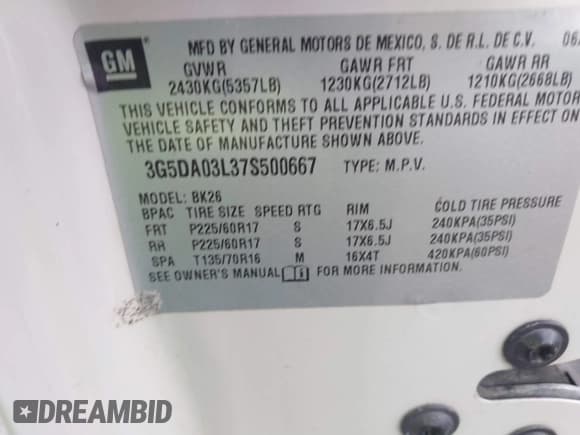 GM
MFD BY GENERAL MOTORS DE MEXICO, S. DE R.L. DE C.V. 06
GVWR GAWR FRT GAWR RR
2430KG(5357LB) 1230KG(2712LB) 1210KG(2668LB)
THIS VEHICLE CONFORMS TO ALL APPLICABLE U.S. FEDERAL MOTOR
VEHICLE SAFETY AND THEFT PREVENTION STANDARDS IN EFFECT ON
THE DATE OF MANUFACTURE SHOWN ABOVE.
3G5DA03L37S500667 TYPE: M.P.V.
MODEL: BK26
BPAC TIRE SIZE SPEED RTG RIM COLD TIRE PRESSURE
FRT P225/60R17 S 17X6.5J 240KPA(35PSI)
RR P225/60R17 S 17X6.5J 240KPA(35PSI)
SPA T135/70R16 M 16X4T 420KPA(60PSI)
SEE OWNER'S MANUAL FOR MORE INFORMATION.
DREAMBID